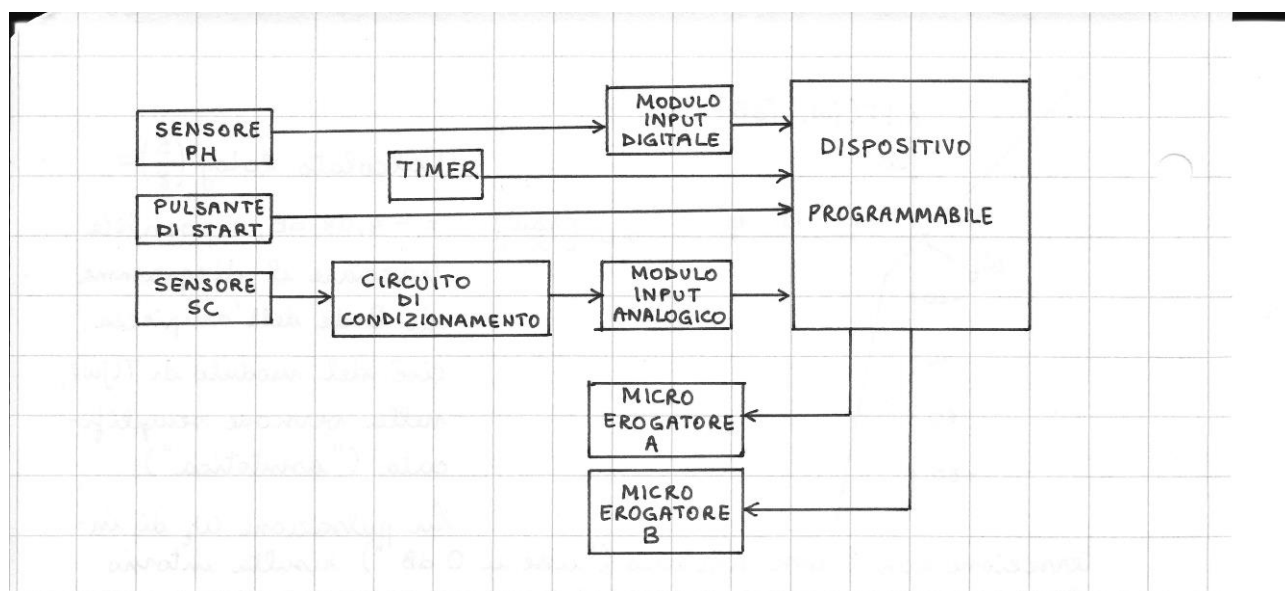 SENSORE
PH
MODULO
INPUT
DIGITALE
TIMER
PULSANTE
DI START
SENSORE
SC
CIRCUITO
DI
CONDIZIONAMENTO
MODULO
INPUT
ANALOGICO
DISPOSITIVO
PROGRAMMABILE
MICRO
EROGATORE
A
MICRO
EROGATORE
B